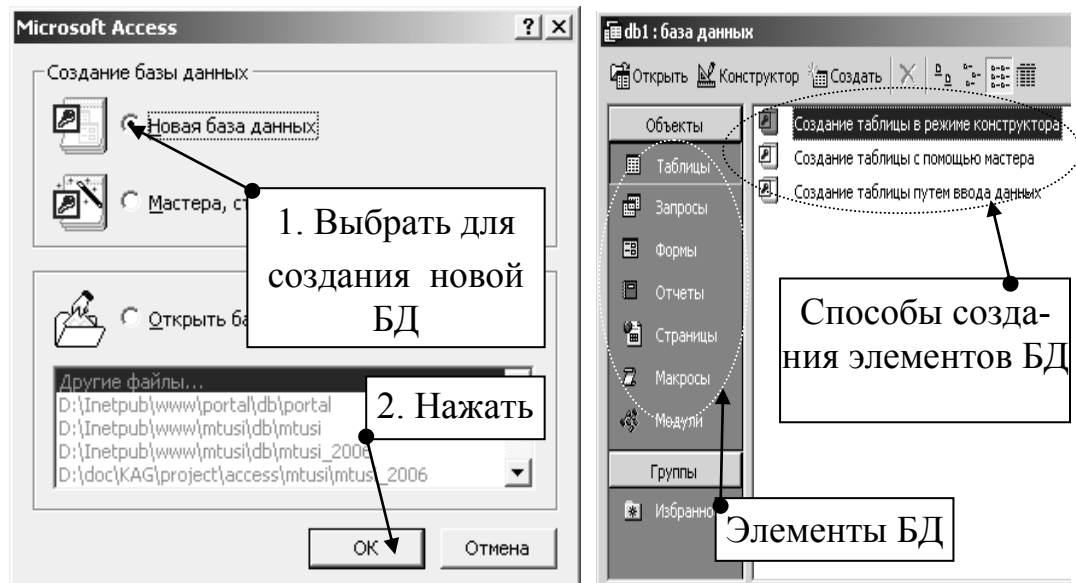 Microsoft Access
Создание базы данных
Новая база данных
Мастера,
1. Выбрать для
создания новой
БД
Открыть
Другие файлы...
D:\Inetpub\www\portal\db\portal
D:\Inetpub\www\mtusi\db\mtusi
D:\Inetpub\www\mtusi\db\mtusi_2006
D:\doc\KAG\project\access\mtusi\mtusi_2006
2. Нажать
ОК
Отмена
db1 : база данных
Открыть Конструктор Создать
Объекты
Таблицы
Запросы
Формы
Отчеты
Страницы
Макросы
Модули
Группы
Избранно
Создание таблицы в режиме конструктора
Создание таблицы с помощью мастера
Создание таблицы путем ввода данных
Способы созда-
ния элементов БД
Элементы БД